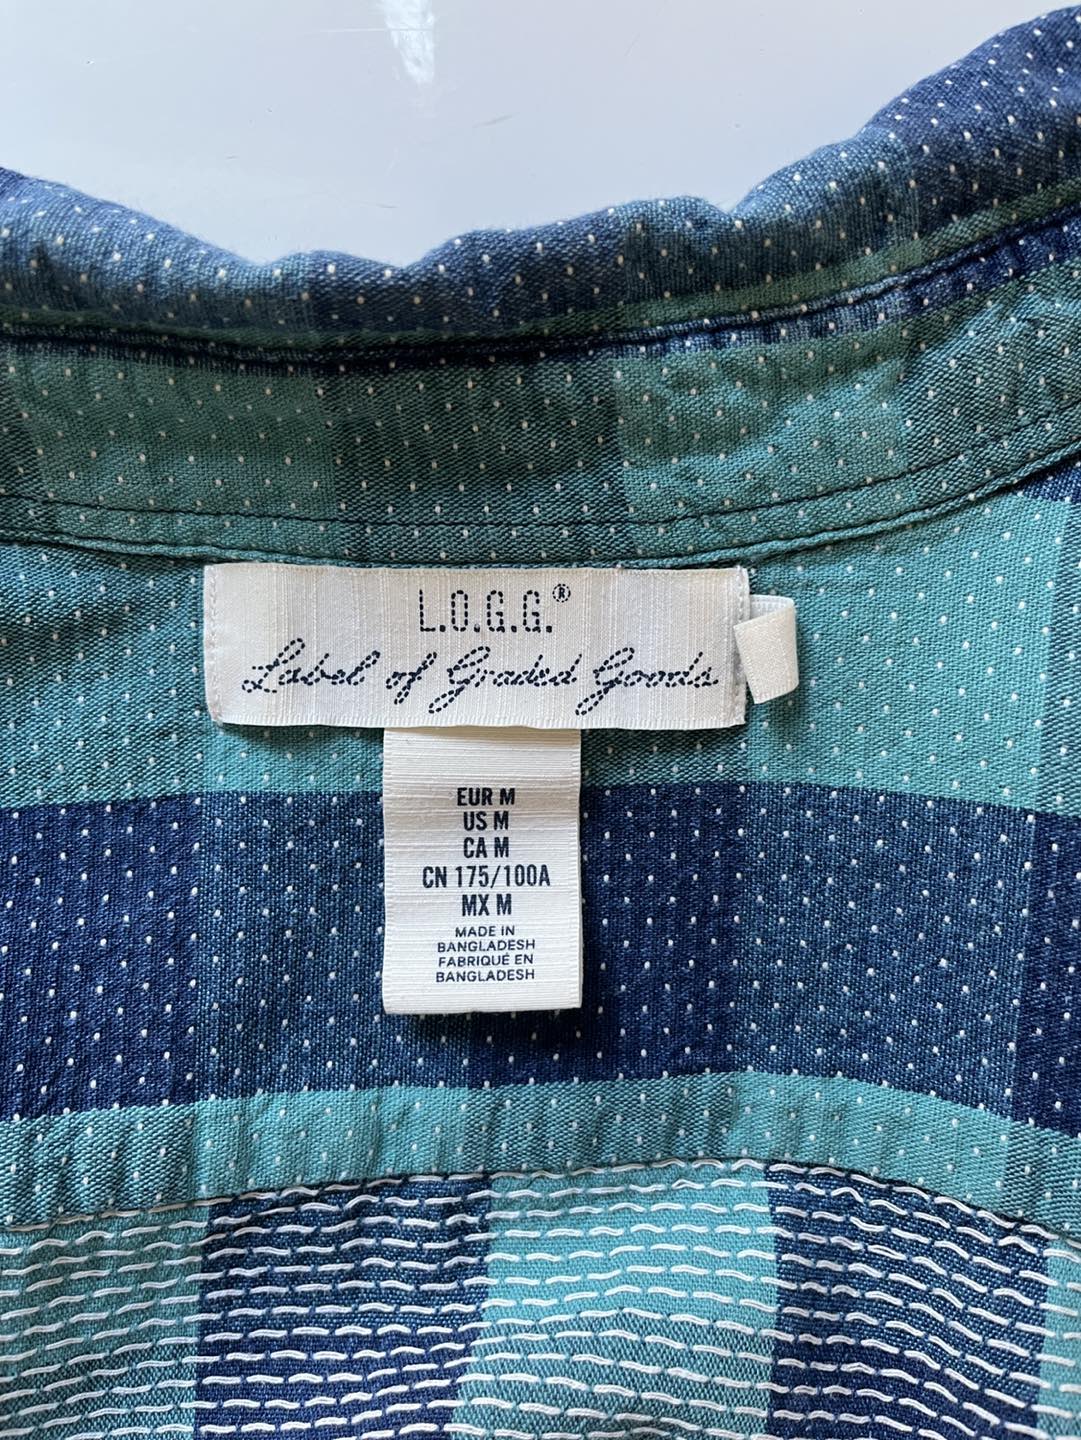 L.O.G.G.®
Label of Graded Goods
EUR M
US M
CA M
CN 175/100A
MX M
MADE IN
BANGLADESH
FABRIQUÉ EN
BANGLADESH